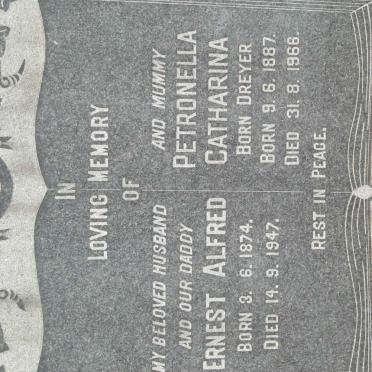 IN
LOVING MEMORY
OF
MY BELOVED HUSBAND
AND OUR DADDY
ERNEST ALFRED
BORN 3. 6. 1874.
DIED 14. 9. 1947.
AND MUMMY
PETRONELLA
CATHARINA
BORN DREYER
BORN 9. 6. 1887.
DIED 31. 8. 1968.
REST IN PEACE.